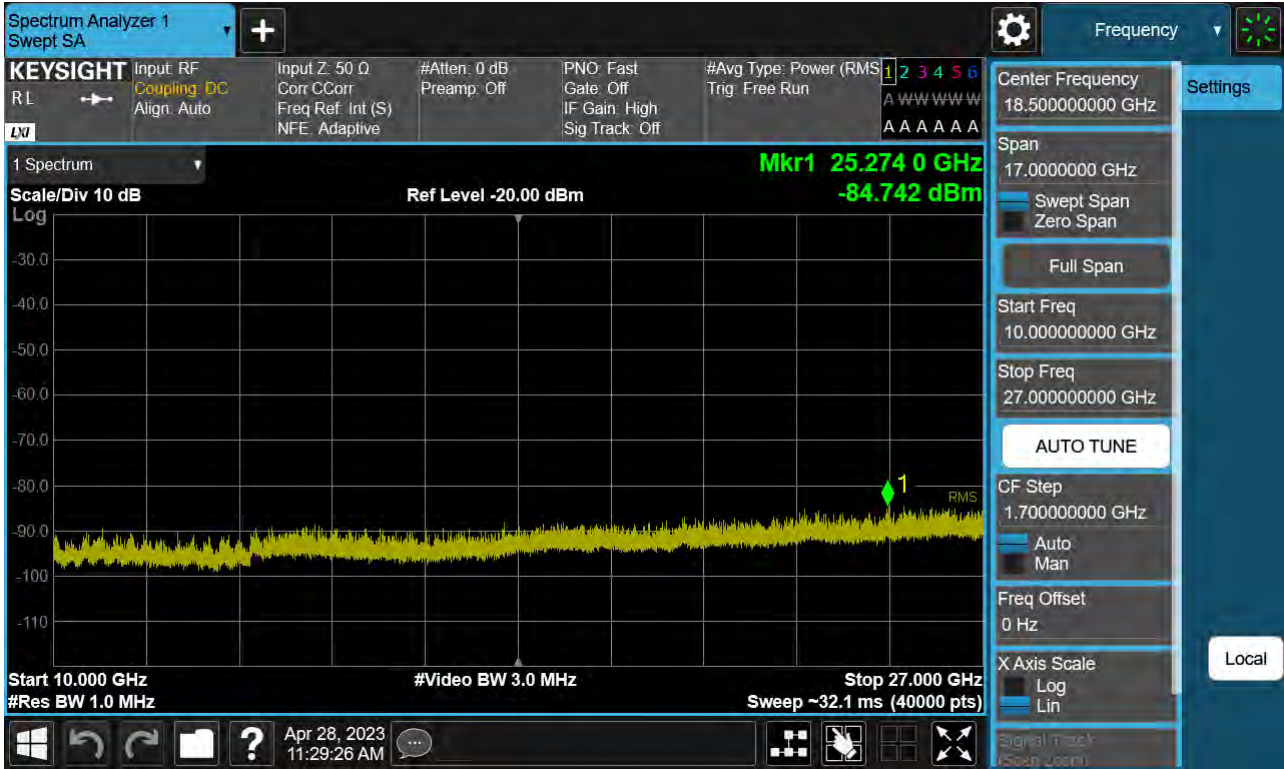 Spectrum Analyzer 1
Swept SA
+
Frequency
KEYSIGHT
RL
LXI
Input: RF
Coupling: DC
Align: Auto
Input Z: 50 Ω
Corr CCorr
Freq Ref: Int (S)
NFE: Adaptive
#Atten: 0 dB
Preamp: Off
PNO: Fast
Gate: Off
IF Gain: High
Sig Track: Off
#Avg Type: Power (RMS
Trig: Free Run
1 2 3 4 5 6
A W W W W W
A A A A A A
1 Spectrum
Scale/Div 10 dB
Log
Ref Level -20.00 dBm
Mkr1 25.274 0 GHz
-84.742 dBm
-30.0
-40.0
-50.0
-60.0
-70.0
-80.0
-90.0
-100
-110
1
RMS
Start 10.000 GHz
#Res BW 1.0 MHz
#Video BW 3.0 MHz
Stop 27.000 GHz
Sweep ~32.1 ms (40000 pts)
Center Frequency
18.500000000 GHz
Span
17.0000000 GHz
Swept Span
Zero Span
Full Span
Start Freq
10.000000000 GHz
Stop Freq
27.000000000 GHz
AUTO TUNE
CF Step
1.700000000 GHz
Auto
Man
Freq Offset
0 Hz
X Axis Scale
Log
Lin
Signal Track
(Span Zoom)
Settings
Local
?
Apr 28, 2023
11:29:26 AM